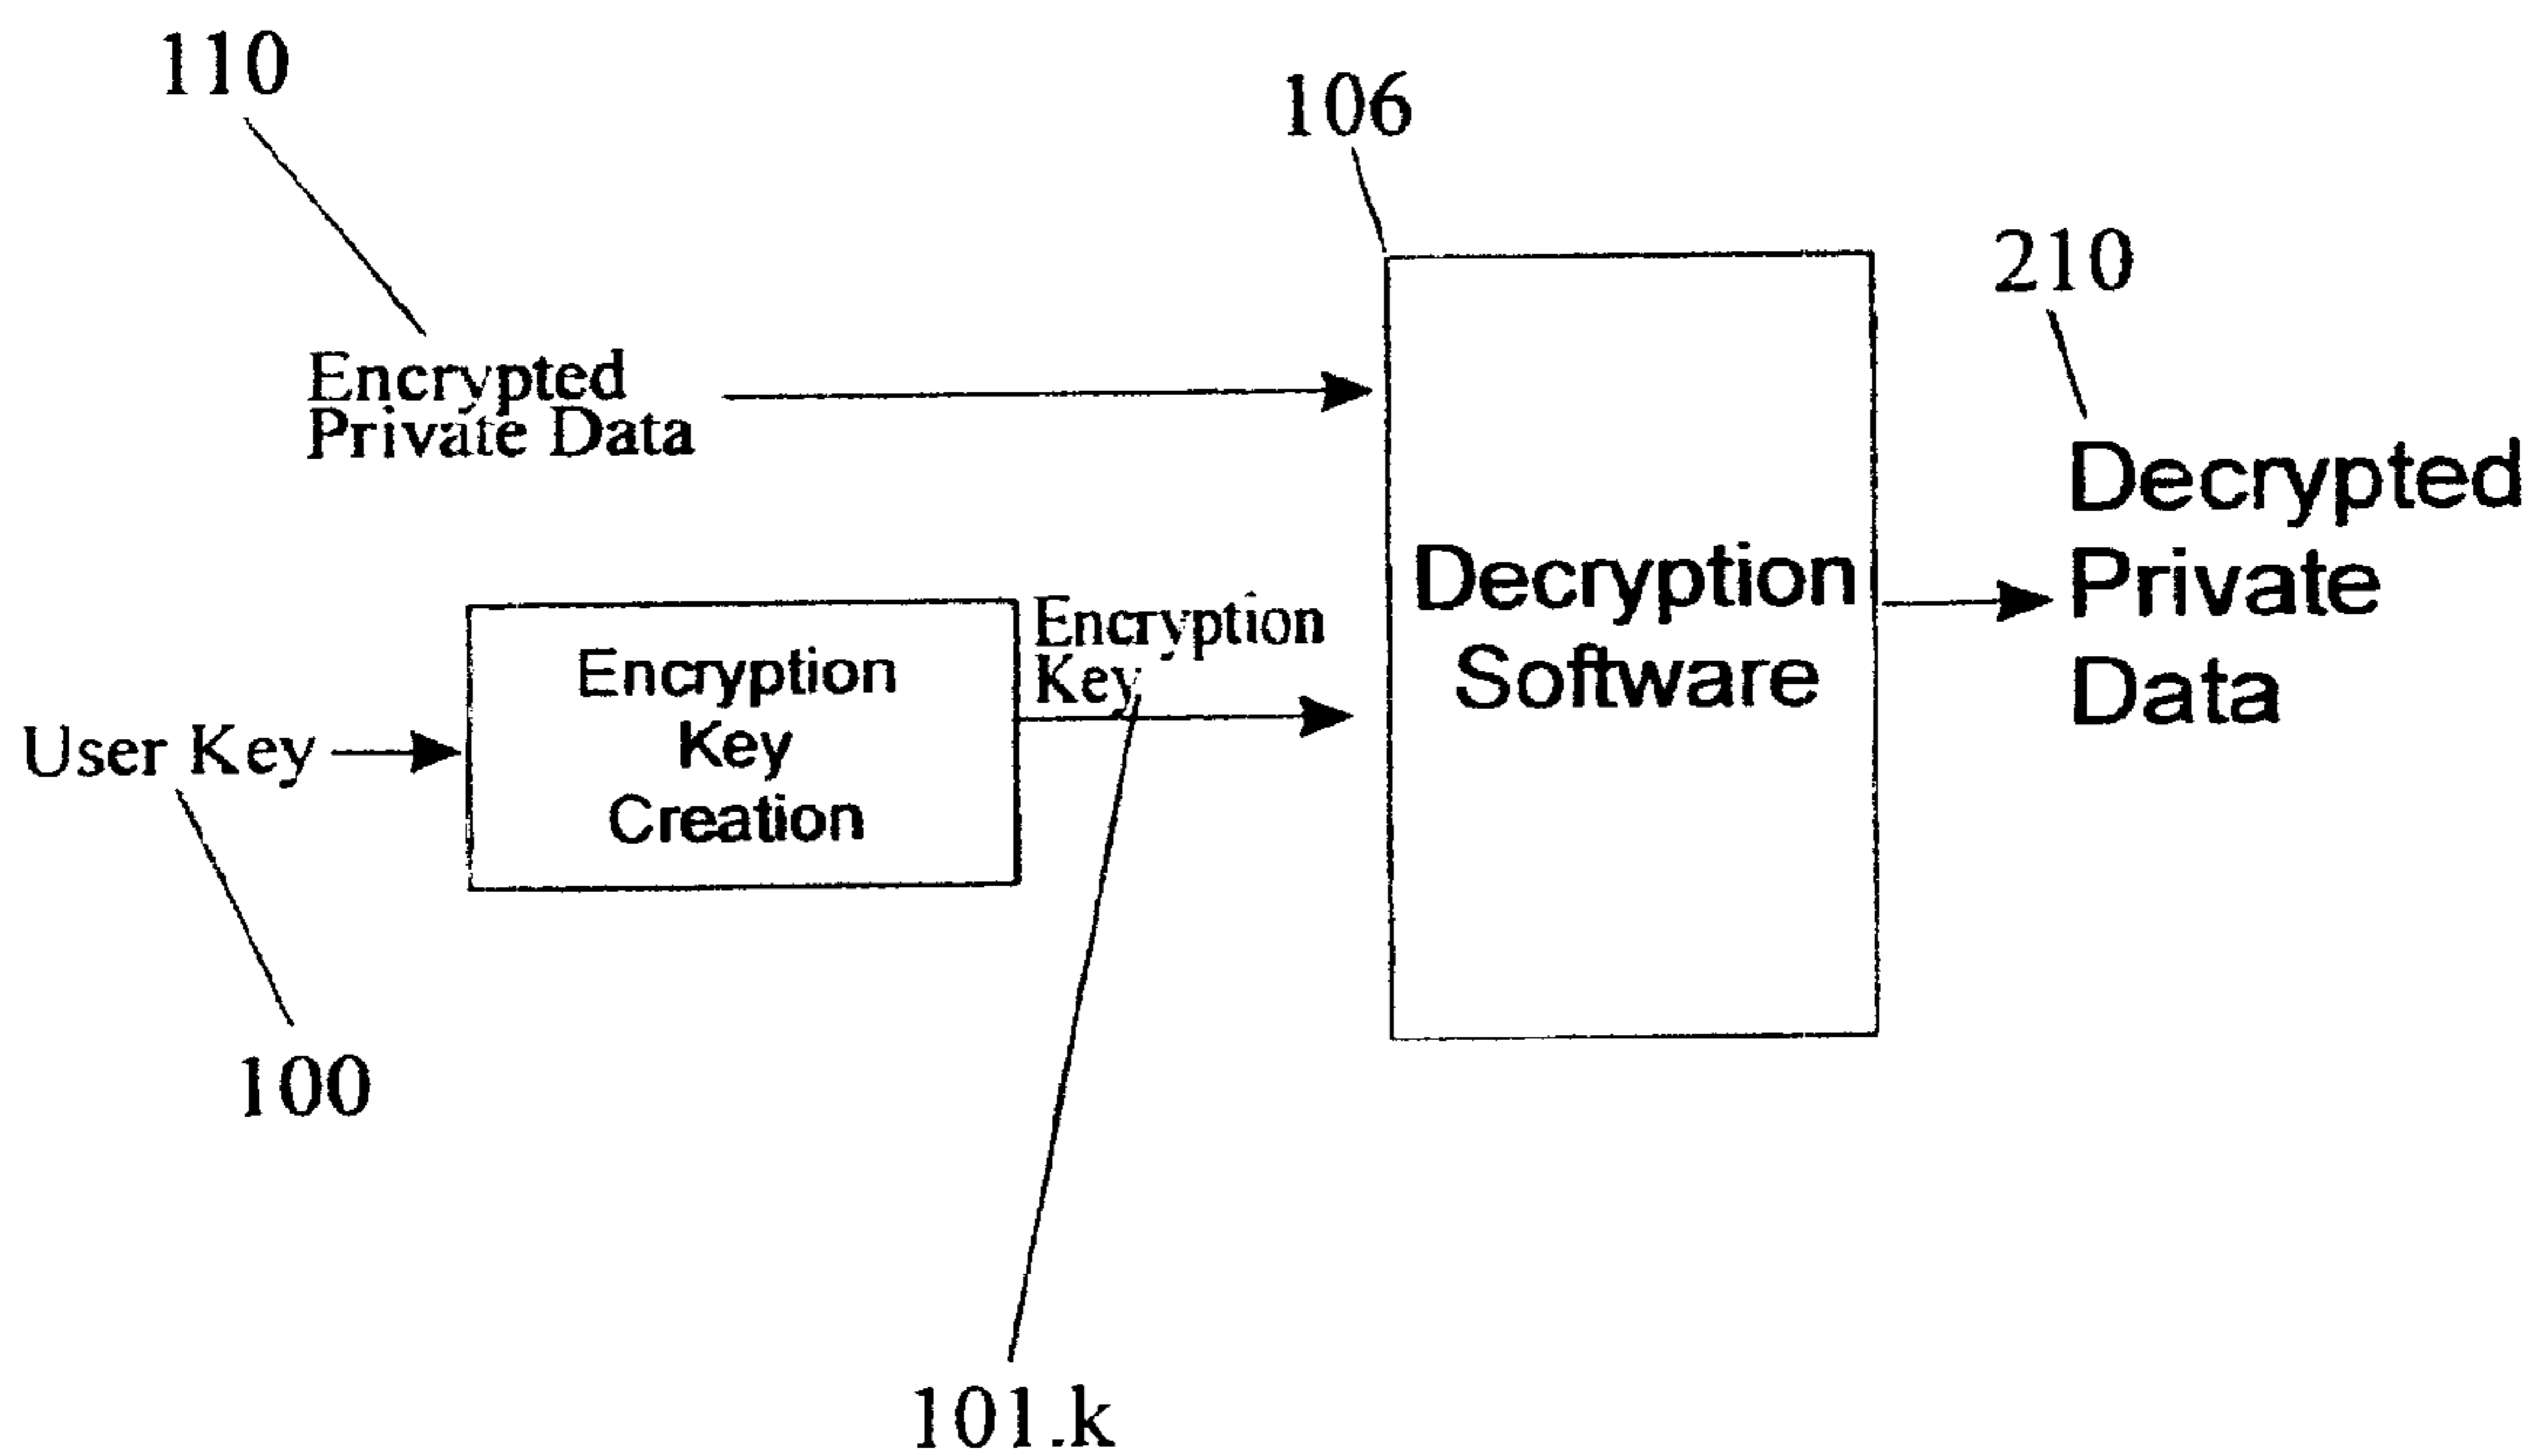 110
106
210
Encrypted
Private Data
Decrypted
Private
Data
Decryption
Software
Encryption
Key
Encryption
Key
Creation
User Key
100
101.k